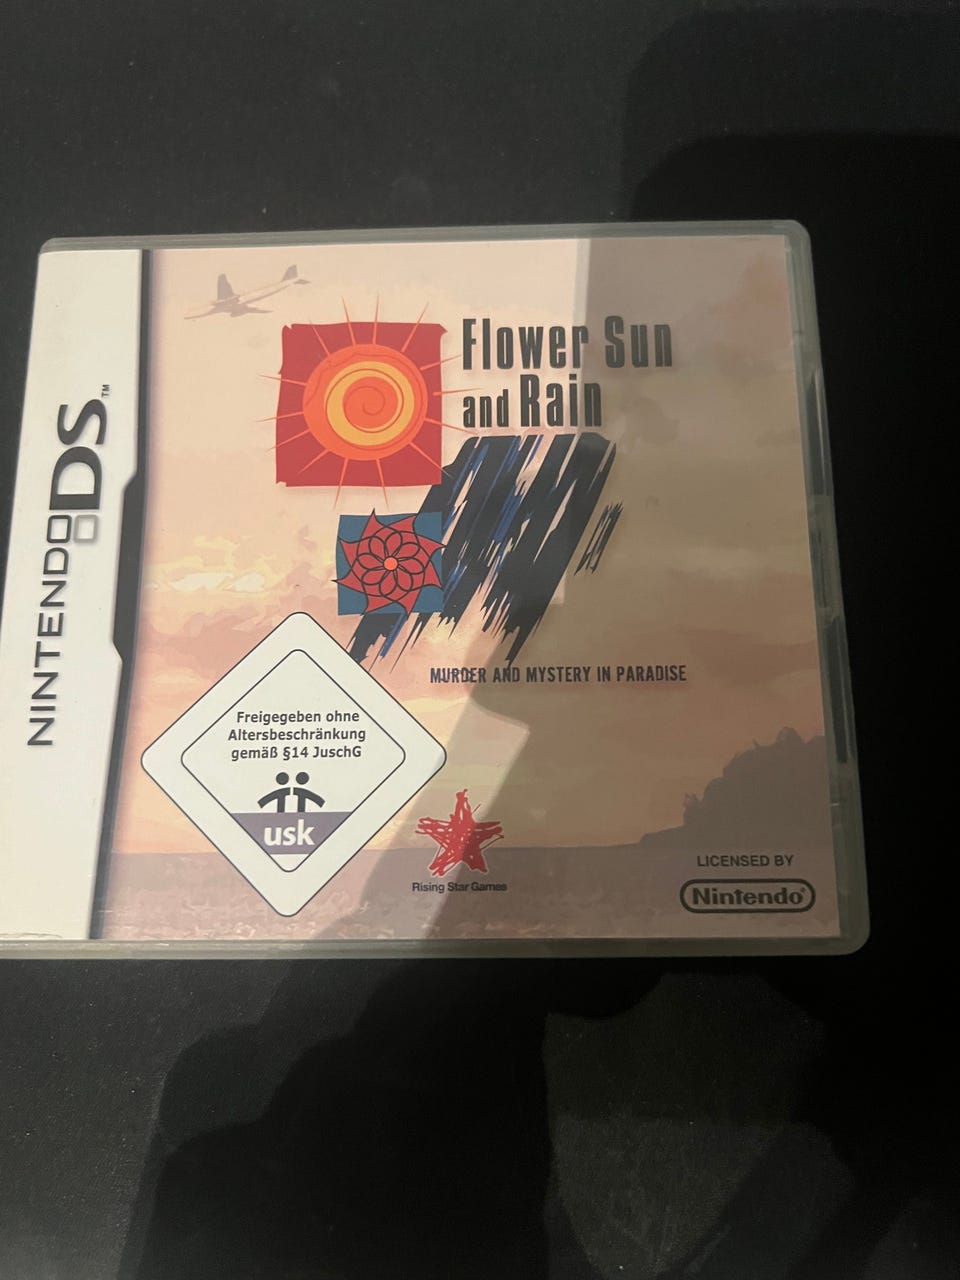 NINTENDO DS™
Flower Sun
and Rain
MURDER AND MYSTERY IN PARADISE
Freigegeben ohne
Altersbeschränkung
gemäß §14 JuschG
usk
Rising Star Games
LICENSED BY
Nintendo®